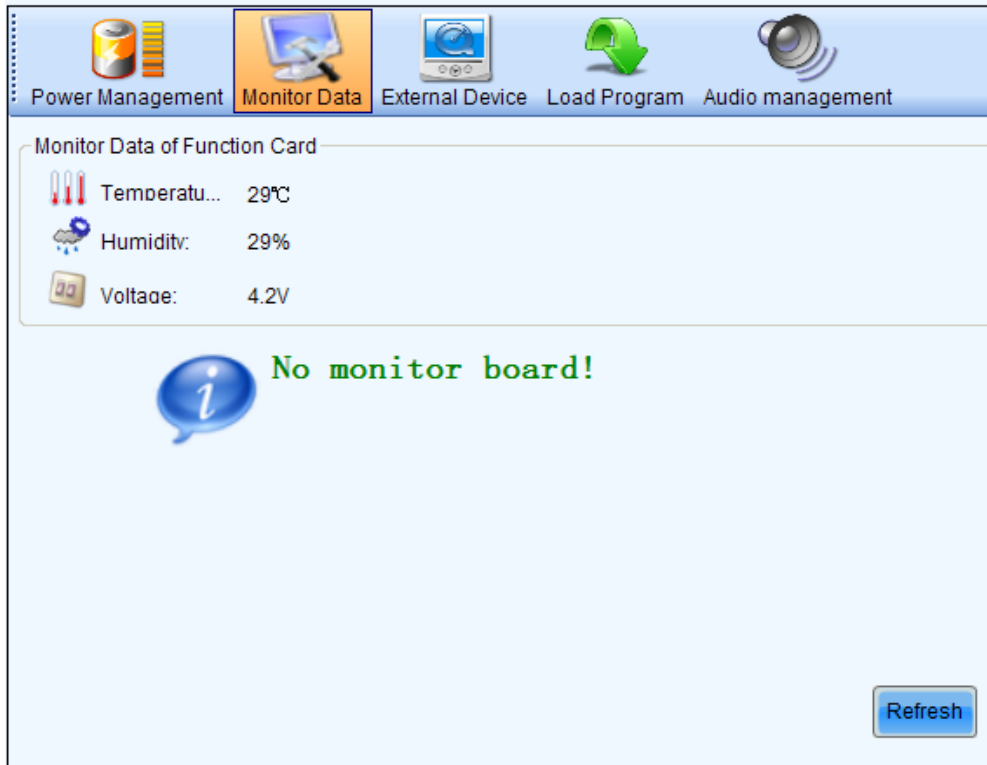 Power Management Monitor Data External Device Load Program Audio management
Monitor Data of Function Card
Temperatu... 29℃
Humidity: 29%
Voltage: 4.2V
No monitor board!
Refresh